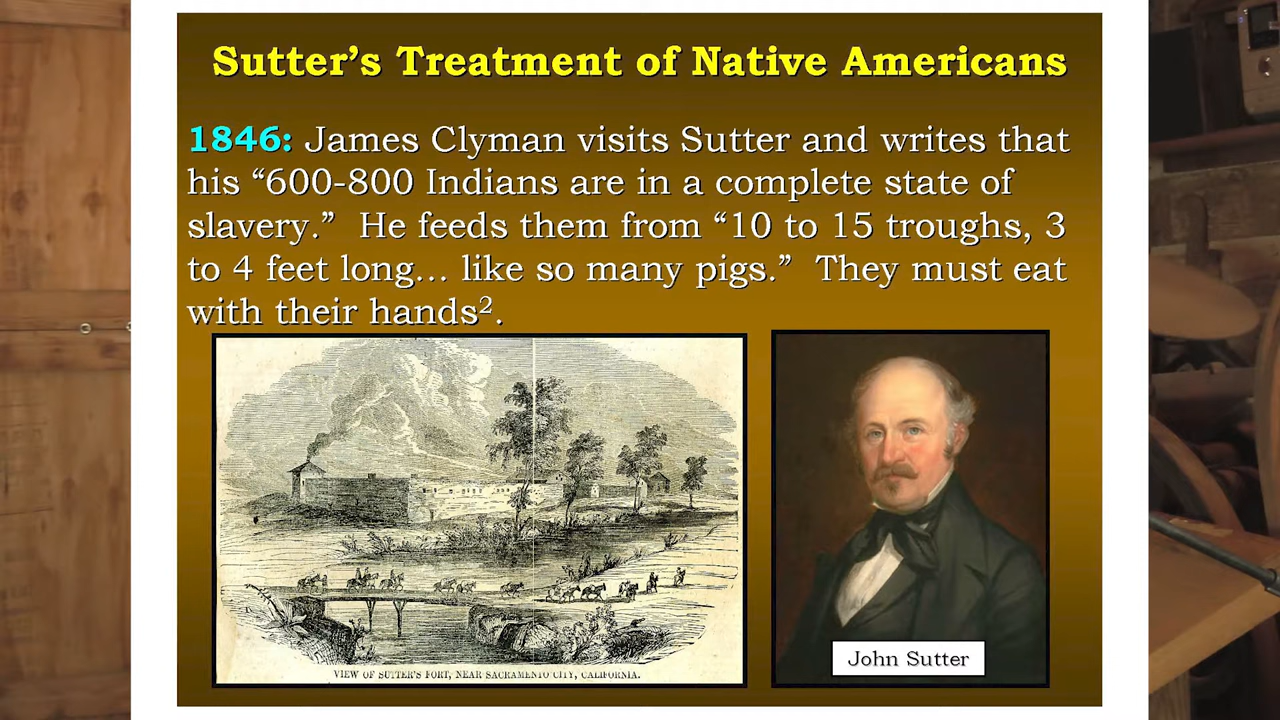 Sutter’s Treatment of Native Americans
1846: James Clyman visits Sutter and writes that
his “600-800 Indians are in a complete state of
slavery.” He feeds them from “10 to 15 troughs, 3
to 4 feet long… like so many pigs.” They must eat
with their hands².
VIEW OF SUTTER'S FORT, NEAR SACRAMENTO CITY, CALIFORNIA.
John Sutter